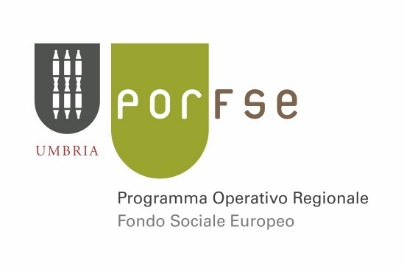 porFse
UMBRIA
Programma Operativo Regionale
Fondo Sociale Europeo